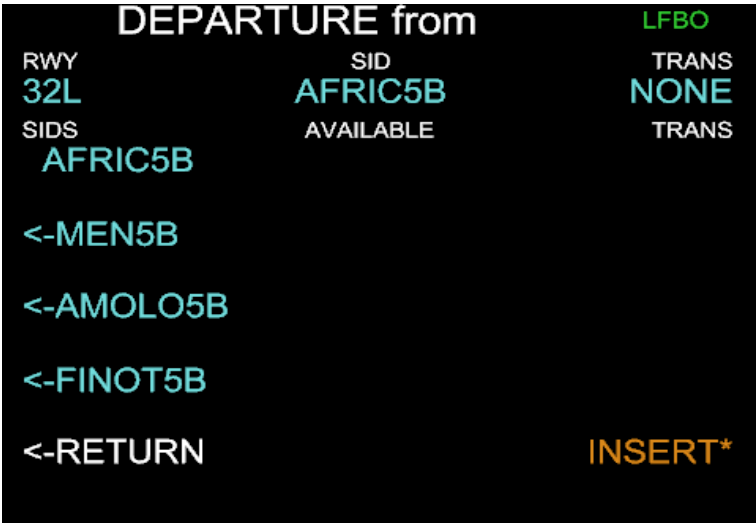 DEPARTURE from LFBO
RWY SID TRANS
32L AFRIC5B NONE
SIDS AVAILABLE TRANS
AFRIC5B
<-MEN5B
<-AMOLO5B
<-FINOT5B
<-RETURN INSERT*